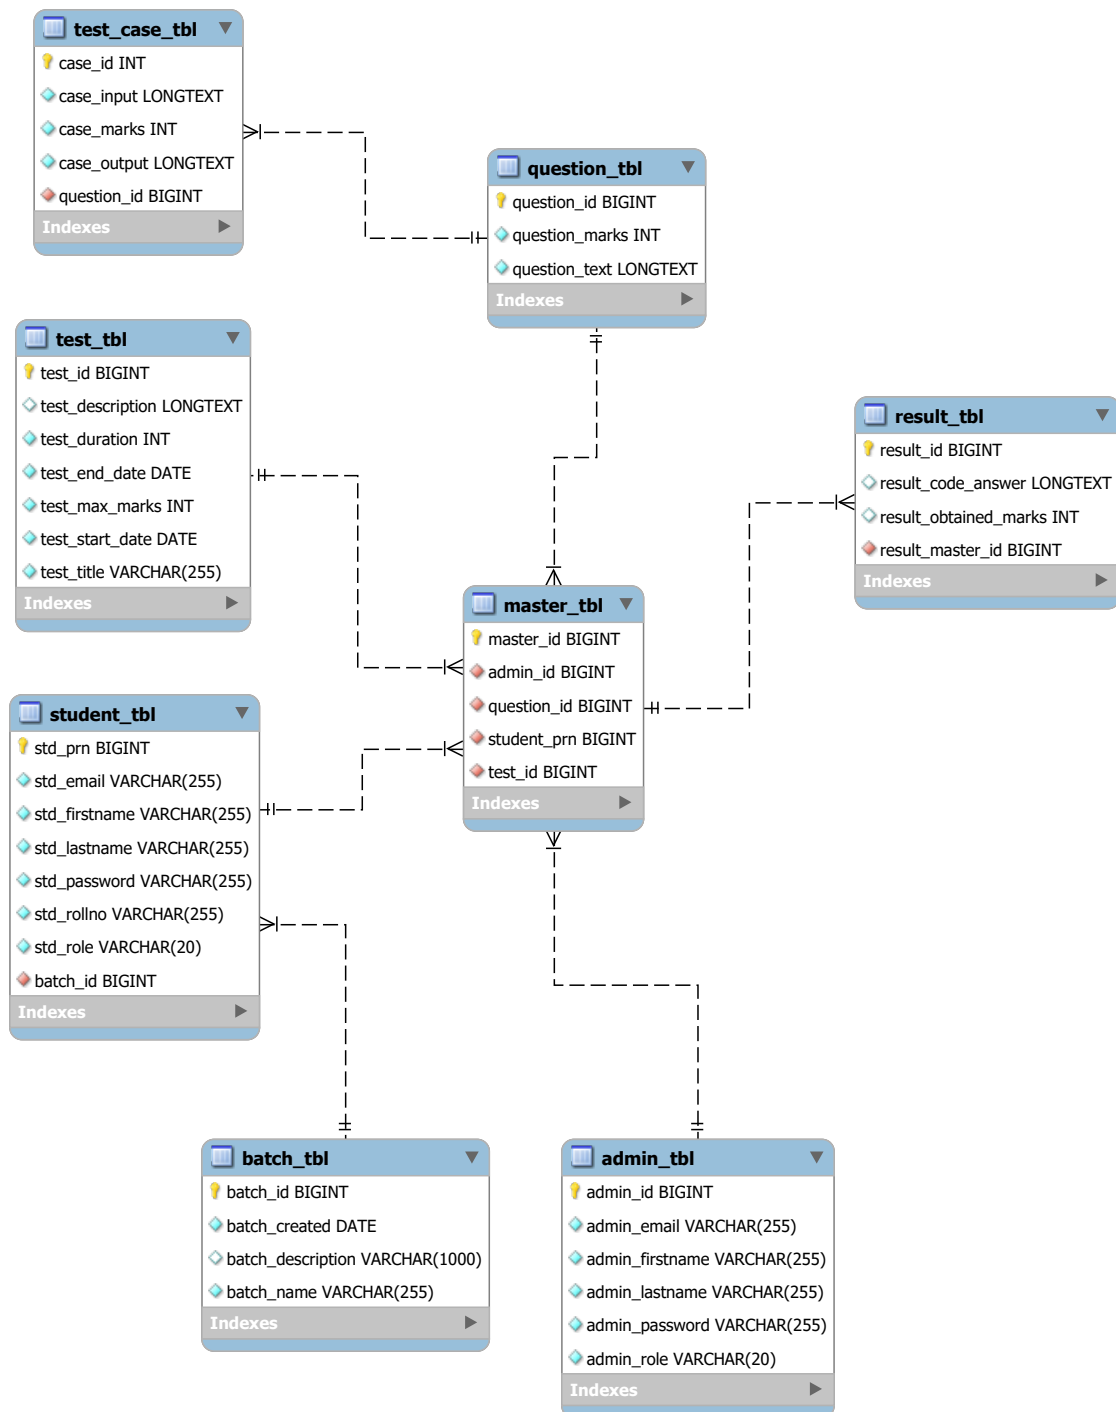 test_case_tbl
case_id INT
case_input LONGTEXT
case_marks INT
case_output LONGTEXT
question_id BIGINT
Indexes
question_tbl
question_id BIGINT
question_marks INT
question_text LONGTEXT
Indexes
test_tbl
test_id BIGINT
test_description LONGTEXT
test_duration INT
test_end_date DATE
test_max_marks INT
test_start_date DATE
test_title VARCHAR(255)
Indexes
result_tbl
result_id BIGINT
result_code_answer LONGTEXT
result_obtained_marks INT
result_master_id BIGINT
Indexes
master_tbl
master_id BIGINT
admin_id BIGINT
question_id BIGINT
student_prn BIGINT
test_id BIGINT
Indexes
student_tbl
std_prn BIGINT
std_email VARCHAR(255)
std_firstname VARCHAR(255)
std_lastname VARCHAR(255)
std_password VARCHAR(255)
std_rollno VARCHAR(255)
std_role VARCHAR(20)
batch_id BIGINT
Indexes
batch_tbl
batch_id BIGINT
batch_created DATE
batch_description VARCHAR(1000)
batch_name VARCHAR(255)
Indexes
admin_tbl
admin_id BIGINT
admin_email VARCHAR(255)
admin_firstname VARCHAR(255)
admin_lastname VARCHAR(255)
admin_password VARCHAR(255)
admin_role VARCHAR(20)
Indexes